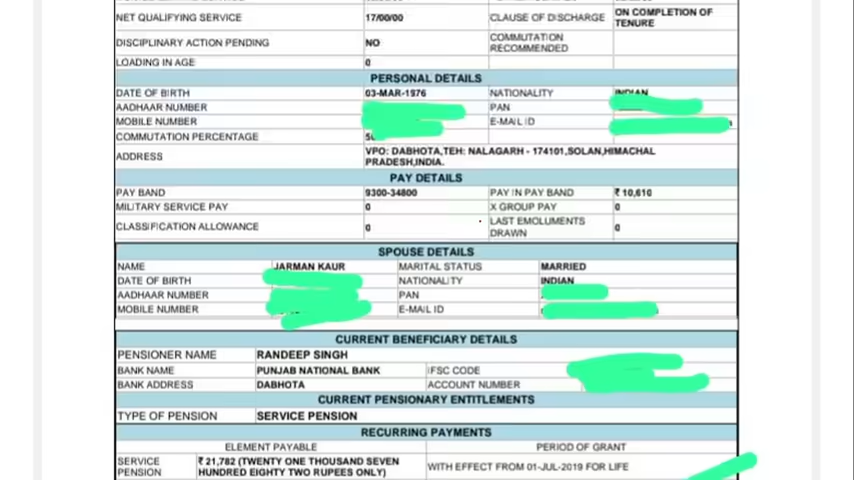 NET QUALIFYING SERVICE 17/00/00 CLAUSE OF DISCHARGE ON COMPLETION OF TENURE
DISCIPLINARY ACTION PENDING NO COMMUTATION RECOMMENDED
LOADING IN AGE 0
PERSONAL DETAILS
DATE OF BIRTH 03-MAR-1976 NATIONALITY INDIAN
AADHAAR NUMBER PAN
MOBILE NUMBER E-MAIL ID
COMMUTATION PERCENTAGE
ADDRESS VPO: DABHOTA,TEH: NALAGARH - 174101,SOLAN,HIMACHAL
PRADESH,INDIA.
PAY DETAILS
PAY BAND 9300-34800 PAY IN PAY BAND ₹ 10,610
MILITARY SERVICE PAY 0 X GROUP PAY 0
CLASSIFICATION ALLOWANCE 0 LAST EMOLUMENTS DRAWN 0
SPOUSE DETAILS
NAME JARMAN KAUR MARITAL STATUS MARRIED
DATE OF BIRTH NATIONALITY INDIAN
AADHAAR NUMBER PAN
MOBILE NUMBER E-MAIL ID
CURRENT BENEFICIARY DETAILS
PENSIONER NAME RANDEEP SINGH
BANK NAME PUNJAB NATIONAL BANK IFSC CODE
BANK ADDRESS DABHOTA ACCOUNT NUMBER
CURRENT PENSIONARY ENTITLEMENTS
TYPE OF PENSION SERVICE PENSION
RECURRING PAYMENTS
ELEMENT PAYABLE PERIOD OF GRANT
SERVICE PENSION ₹ 21,782 (TWENTY ONE THOUSAND SEVEN HUNDRED EIGHTY TWO RUPEES ONLY) WITH EFFECT FROM 01-JUL-2019 FOR LIFE